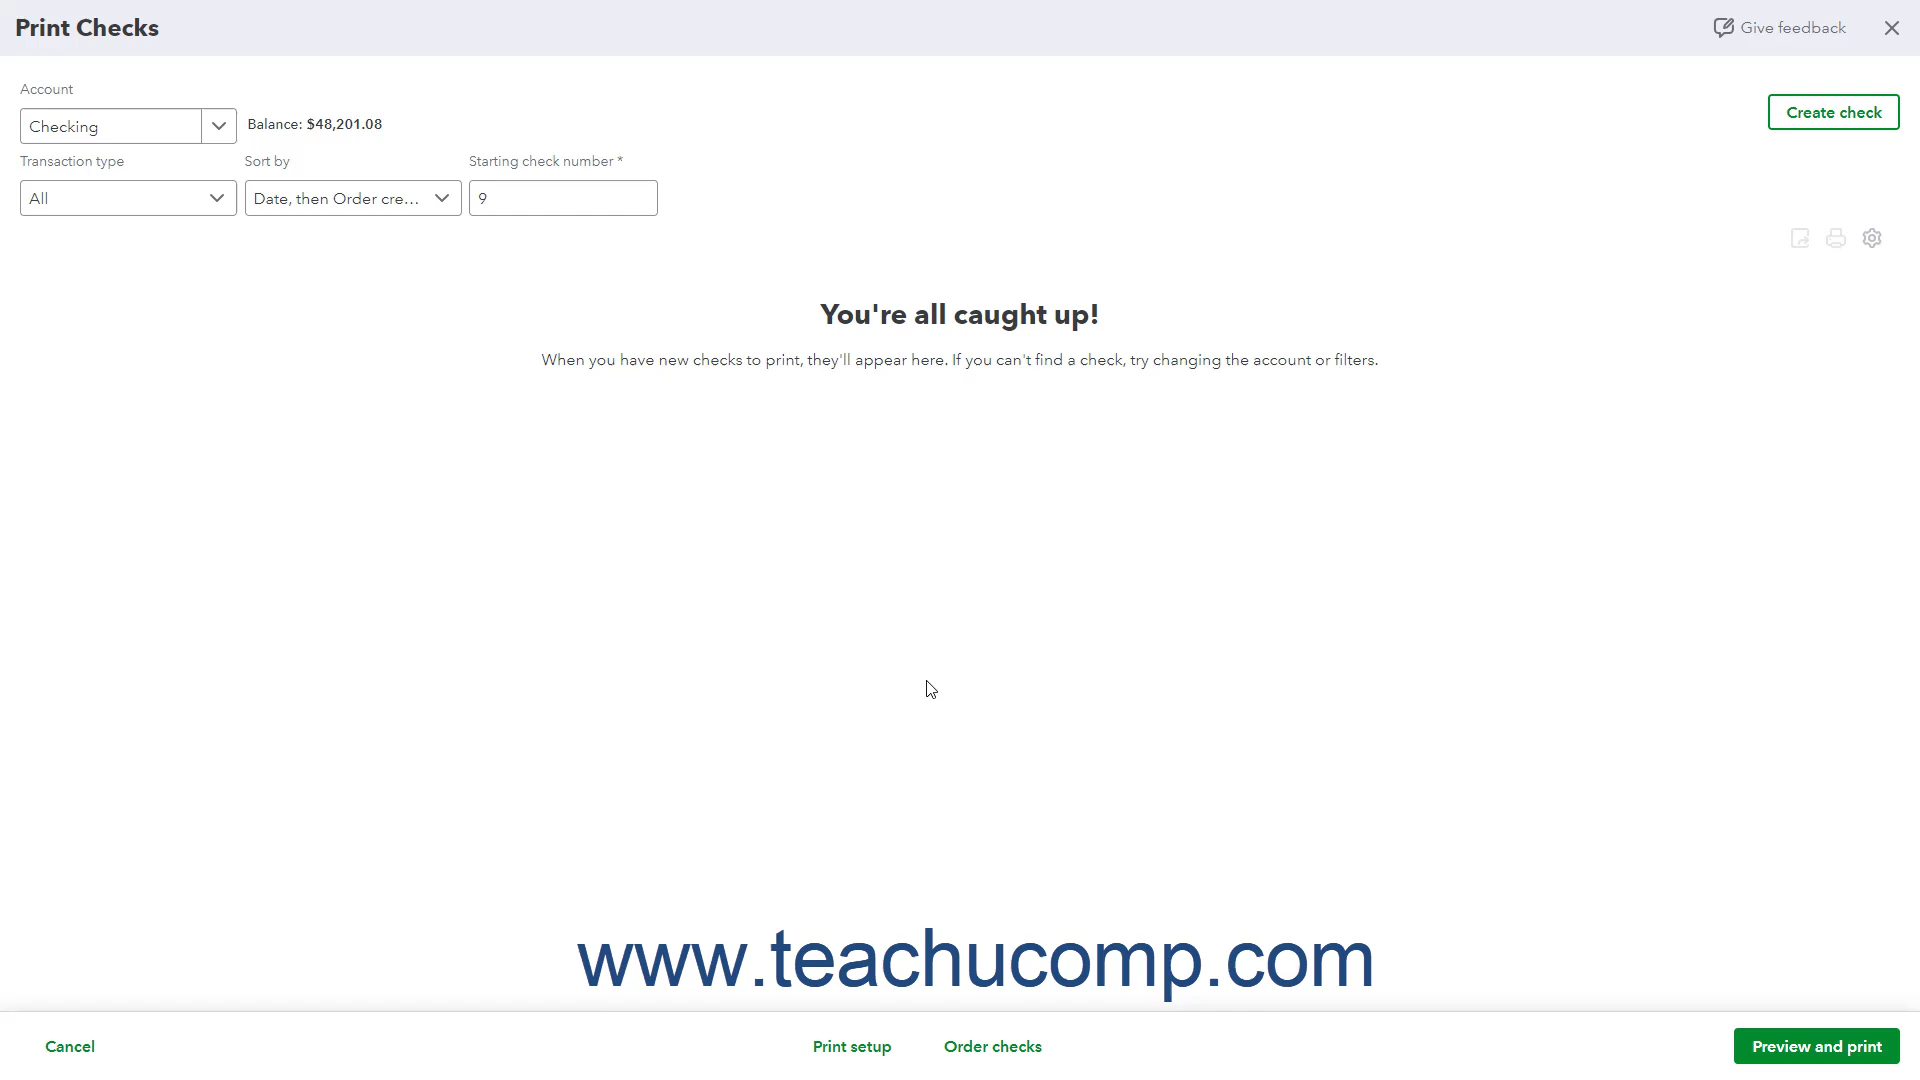 Print Checks
Give feedback
Account
Checking
Balance: $48,201.08
Create check
Transaction type
Sort by
Starting check number *
All
Date, then Order cre...
9
You're all caught up!
When you have new checks to print, they'll appear here. If you can't find a check, try changing the account or filters.
www.teachucomp.com
Cancel
Print setup
Order checks
Preview and print